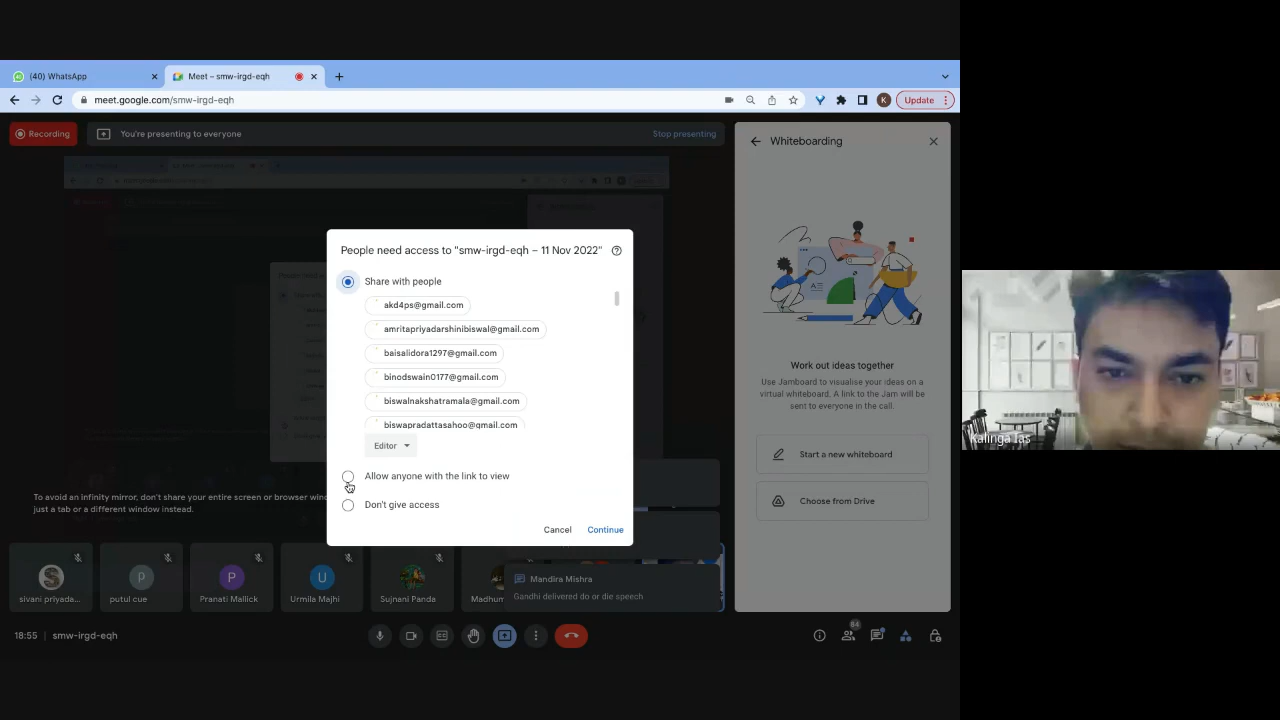 (40) WhatsApp
Meet – smw-irgd-eqh
meet.google.com/smw-irgd-eqh
K
Update
Recording
You're presenting to everyone
Stop presenting
Whiteboarding
People need access to "smw-irgd-eqh – 11 Nov 2022"
Share with people
akd4ps@gmail.com
amritapriyadarshinibiswal@gmail.com
baisalidora1297@gmail.com
binodswain0177@gmail.com
biswalnakshatramala@gmail.com
biswapradattasahoo@gmail.com
Editor
Allow anyone with the link to view
Don't give access
Cancel
Continue
Work out ideas together
Use Jamboard to visualise your ideas on a
virtual whiteboard. A link to the Jam will be
sent to everyone in the call.
Start a new whiteboard
Choose from Drive
Kalinga Ias
To avoid an infinity mirror, don't share your entire screen or browser win
just a tab or a different window instead.
sivani priyada...
p
putul cue
P
Pranati Mallick
U
Urmila Majhi
Sujnani Panda
Madhum
Mandira Mishra
Gandhi delivered do or die speech
18:55
smw-irgd-eqh
84